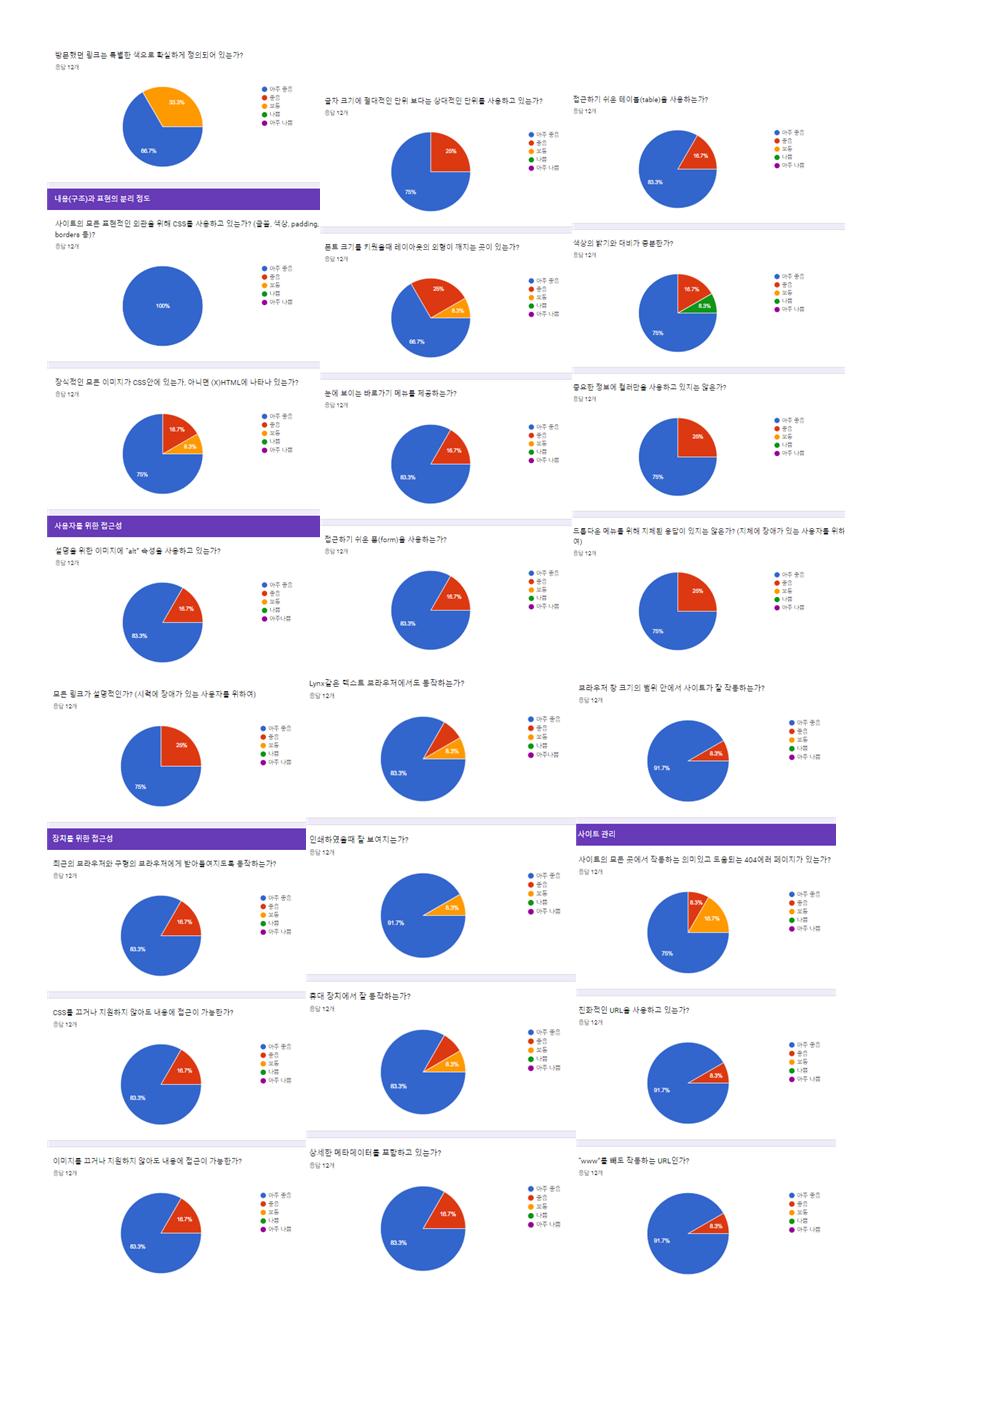 방문했던 링크는 특별한 색으로 확실하게 정의되어 있는가?
응답 12개
33.3%
66.7%
아주 좋음
좋음
보통
나쁨
아주 나쁨
내용(구조)과 표현의 분리 정도
사이트의 모든 표현적인 외관을 위해 CSS를 사용하고 있는가? (글꼴, 색상, padding,
borders 등)?
응답 12개
100%
아주 좋음
좋음
보통
나쁨
아주 나쁨
장식적인 모든 이미지가 CSS안에 있는가, 아니면 (X)HTML에 나타나 있는가?
응답 12개
16.7%
8.3%
75%
아주 좋음
좋음
보통
나쁨
아주 나쁨
사용자를 위한 접근성
설명을 위한 이미지에 "alt" 속성을 사용하고 있는가?
응답 12개
16.7%
83.3%
아주 좋음
좋음
보통
나쁨
아주나쁨
모든 링크가 설명적인가? (시력에 장애가 있는 사용자를 위하여)
응답 12개
25%
75%
아주 좋음
좋음
보통
나쁨
아주 나쁨
장치를 위한 접근성
최근의 브라우저와 구형의 브라우저에게 받아들여지도록 동작하는가?
응답 12개
16.7%
83.3%
아주 좋음
좋음
보통
나쁨
아주 나쁨
CSS를 끄거나 지원하지 않아도 내용에 접근이 가능한가?
응답 12개
16.7%
83.3%
아주 좋음
좋음
보통
나쁨
아주 나쁨
이미지를 끄거나 지원하지 않아도 내용에 접근이 가능한가?
응답 12개
16.7%
83.3%
아주 좋음
좋음
보통
나쁨
아주 나쁨
글자 크기에 절대적인 단위 보다는 상대적인 단위를 사용하고 있는가?
응답 12개
25%
75%
아주 좋음
좋음
보통
나쁨
아주 나쁨
폰트 크기를 키웠을때 레이아웃의 외형이 깨지는 곳이 있는가?
응답 12개
25%
8.3%
66.7%
아주 좋음
좋음
보통
나쁨
아주 나쁨
눈에 보이는 바로가기 메뉴를 제공하는가?
응답 12개
16.7%
83.3%
아주 좋음
좋음
보통
나쁨
아주 나쁨
접근하기 쉬운 폼(form)을 사용하는가?
응답 12개
16.7%
83.3%
아주 좋음
좋음
보통
나쁨
아주 나쁨
Lynx같은 텍스트 브라우저에서도 동작하는가?
응답 12개
8.3%
83.3%
아주 좋음
좋음
보통
나쁨
아주나쁨
인쇄하였을때 잘 보여지는가?
응답 12개
8.3%
91.7%
아주 좋음
좋음
보통
나쁨
아주 나쁨
휴대 장치에서 잘 동작하는가?
응답 12개
8.3%
83.3%
아주 좋음
좋음
보통
나쁨
아주 나쁨
상세한 메타데이터를 포함하고 있는가?
응답 12개
16.7%
83.3%
아주 좋음
좋음
보통
나쁨
아주 나쁨
접근하기 쉬운 테이블(table)을 사용하는가?
응답 12개
16.7%
83.3%
아주 좋음
좋음
보통
나쁨
아주 나쁨
색상의 밝기와 대비가 충분한가?
응답 12개
16.7%
8.3%
75%
아주 좋음
좋음
보통
나쁨
아주 나쁨
중요한 정보에 컬러만을 사용하고 있지는 않은가?
응답 12개
25%
75%
아주 좋음
좋음
보통
나쁨
아주 나쁨
드롭다운 메뉴를 위해 지체된 응답이 있지는 않은가? (지체에 장애가 있는 사용자를 위하
여)
응답 12개
25%
75%
아주 좋음
좋음
보통
나쁨
아주 나쁨
브라우저 창 크기의 범위 안에서 사이트가 잘 작동하는가?
응답 12개
8.3%
91.7%
아주 좋음
좋음
보통
나쁨
아주 나쁨
사이트 관리
사이트의 모든 곳에서 작동하는 의미있고 도움되는 404에러 페이지가 있는가?
응답 12개
8.3%
16.7%
75%
아주 좋음
좋음
보통
나쁨
아주 나쁨
친화적인 URL을 사용하고 있는가?
응답 12개
8.3%
91.7%
아주 좋음
좋음
보통
나쁨
아주 나쁨
"www"를 빼도 작동하는 URL인가?
응답 12개
8.3%
91.7%
아주 좋음
좋음
보통
나쁨
아주 나쁨